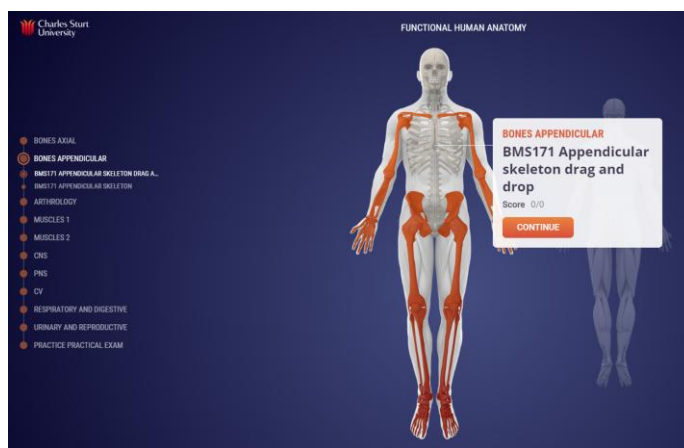 Charles Sturt
University
FUNCTIONAL HUMAN ANATOMY
BONES AXIAL
BONES APPENDICULAR
BMS171 APPENDICULAR SKELETON DRAG A...
BMS171 APPENDICULAR SKELETON
ARTHROLOGY
MUSCLES 1
MUSCLES 2
CNS
PNS
CV
RESPIRATORY AND DIGESTIVE
URINARY AND REPRODUCTIVE
PRACTICE PRACTICAL EXAM
BONES APPENDICULAR
BMS171 Appendicular
skeleton drag and
drop
Score 0/0
CONTINUE